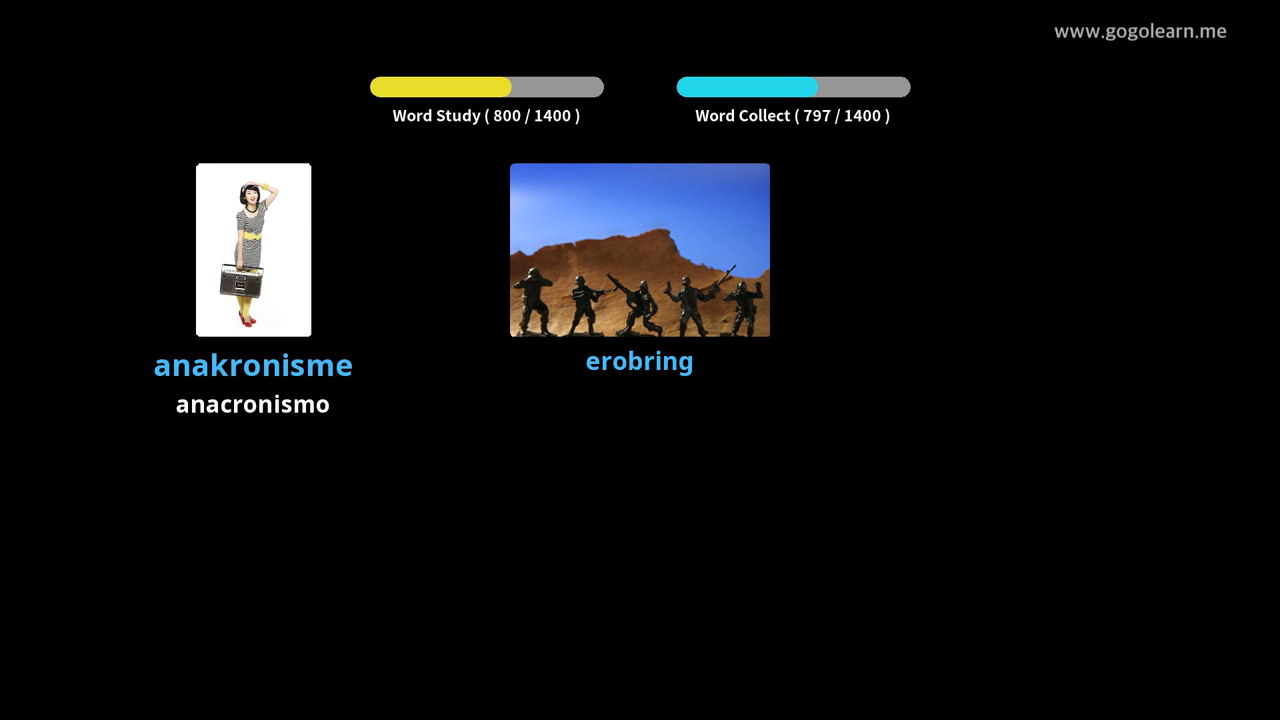 www.gogolearn.me
Word Study ( 800 / 1400 )
Word Collect ( 797 / 1400 )
anakronisme
erobring
anacronismo